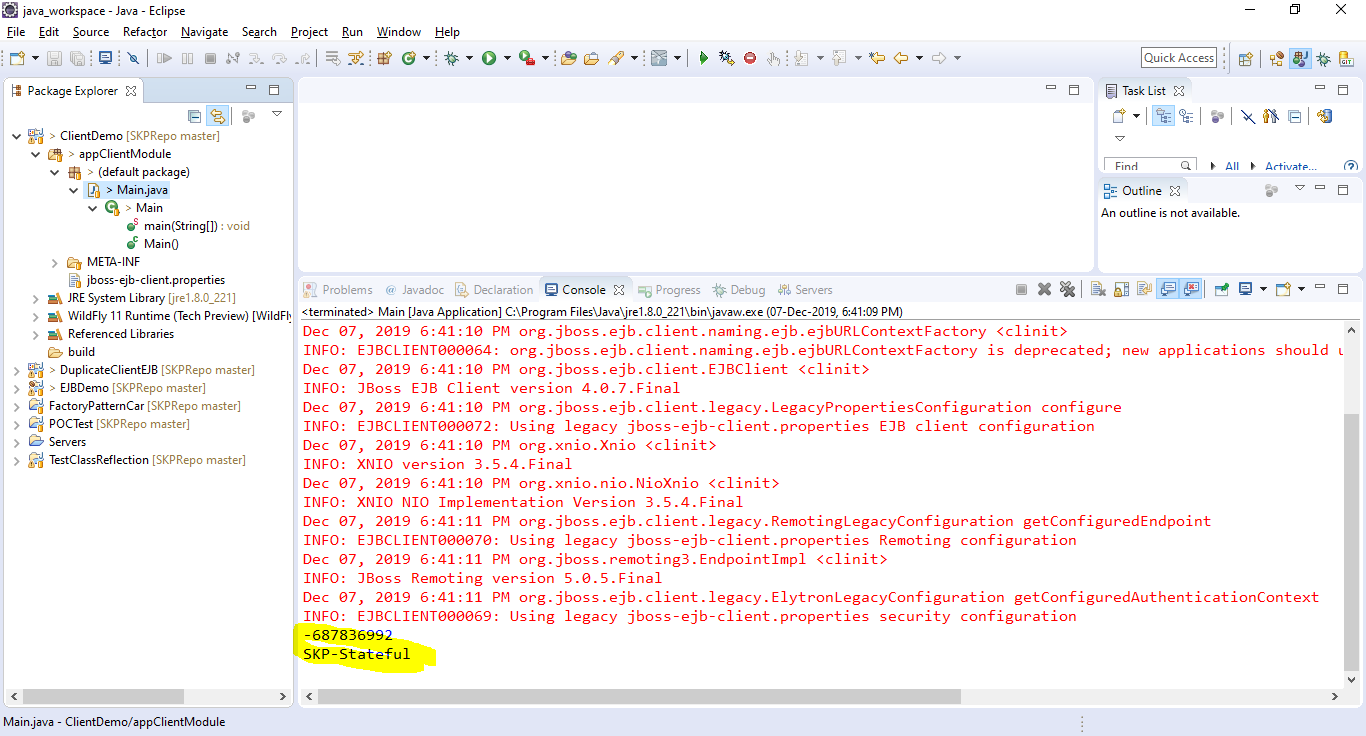 java_workspace - Java - Eclipse
File Edit Source Refactor Navigate Search Project Run Window Help
Quick Access
Package Explorer
> ClientDemo [SKPRepo master]
> appClientModule
> (default package)
> Main.java
> Main
main(String[]) : void
Main()
META-INF
jboss-ejb-client.properties
JRE System Library [jre1.8.0_221]
WildFly 11 Runtime (Tech Preview) [WildFl
Referenced Libraries
build
> DuplicateClientEJB [SKPRepo master]
> EJBDemo [SKPRepo master]
FactoryPatternCar [SKPRepo master]
POCTest [SKPRepo master]
Servers
TestClassReflection [SKPRepo master]
Task List
Find All Activate...
Outline
An outline is not available.
Problems @ Javadoc Declaration Console Progress Debug Servers
<terminated> Main [Java Application] C:\Program Files\Java\jre1.8.0_221\bin\javaw.exe (07-Dec-2019, 6:41:09 PM)
Dec 07, 2019 6:41:10 PM org.jboss.ejb.client.naming.ejb.ejbURLContextFactory <clinit>
INFO: EJBCLIENT000064: org.jboss.ejb.client.naming.ejb.ejbURLContextFactory is deprecated; new applications should u
Dec 07, 2019 6:41:10 PM org.jboss.ejb.client.EJBClient <clinit>
INFO: JBoss EJB Client version 4.0.7.Final
Dec 07, 2019 6:41:10 PM org.jboss.ejb.client.legacy.LegacyPropertiesConfiguration configure
INFO: EJBCLIENT000072: Using legacy jboss-ejb-client.properties EJB client configuration
Dec 07, 2019 6:41:10 PM org.xnio.Xnio <clinit>
INFO: XNIO version 3.5.4.Final
Dec 07, 2019 6:41:10 PM org.xnio.nio.NioXnio <clinit>
INFO: XNIO NIO Implementation Version 3.5.4.Final
Dec 07, 2019 6:41:11 PM org.jboss.ejb.client.legacy.RemotingLegacyConfiguration getConfiguredEndpoint
INFO: EJBCLIENT000070: Using legacy jboss-ejb-client.properties Remoting configuration
Dec 07, 2019 6:41:11 PM org.jboss.remoting3.EndpointImpl <clinit>
INFO: JBoss Remoting version 5.0.5.Final
Dec 07, 2019 6:41:11 PM org.jboss.ejb.client.legacy.ElytronLegacyConfiguration getConfiguredAuthenticationContext
INFO: EJBCLIENT000069: Using legacy jboss-ejb-client.properties security configuration
-687836992
SKP-Stateful
Main.java - ClientDemo/appClientModule